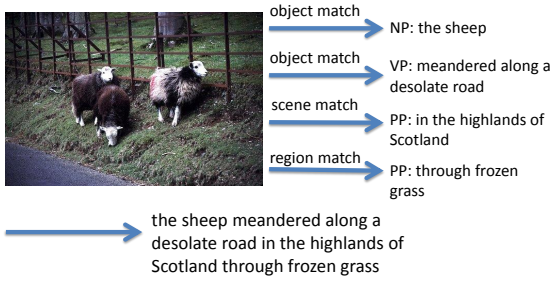 object match
NP: the sheep
object match
VP: meandered along a
desolate road
scene match
PP: in the highlands of
Scotland
region match
PP: through frozen
grass
the sheep meandered along a
desolate road in the highlands of
Scotland through frozen grass